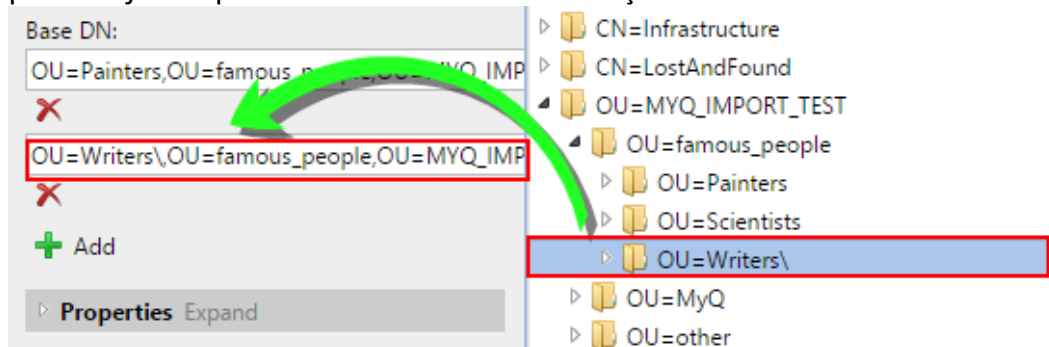 Base DN:
OU=Painters,OU=famous_people,OU=MYQ_IMP
OU=Writers\,OU=famous_people,OU=MYQ_IMP
Add
Properties Expand
CN=Infrastructure
CN=LostAndFound
OU=MYQ_IMPORT_TEST
OU=famous_people
OU=Painters
OU=Scientists
OU=Writers\
OU=MyQ
OU=other